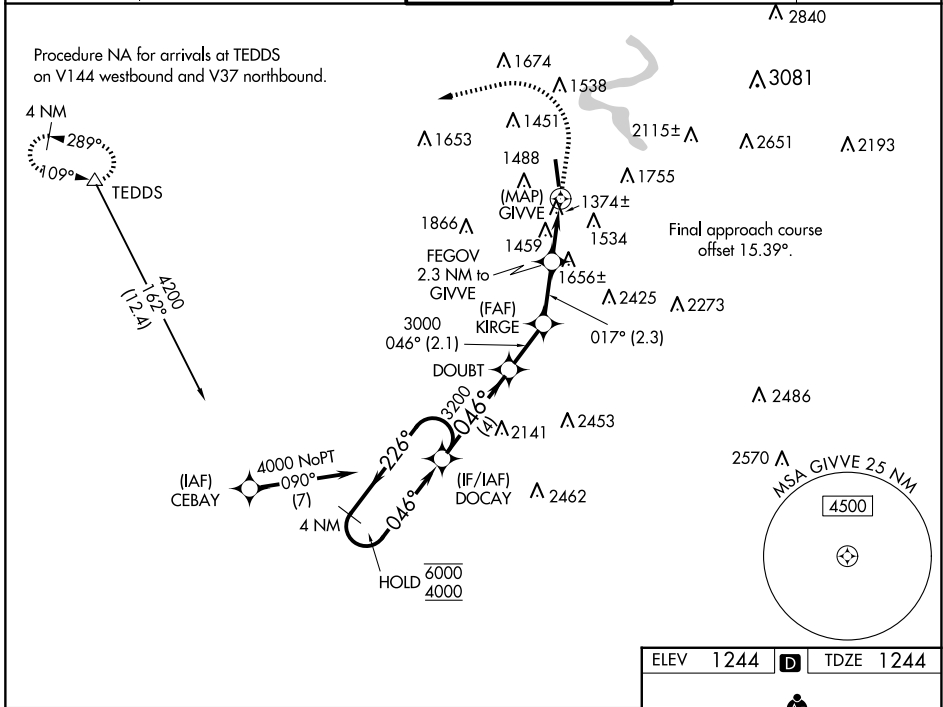 2840
Procedure NA for arrivals at TEDDS
on V144 westbound and V37 northbound.
1674
1538
3081
4 NM
289°
109°
TEDDS
1653
1451
2115±
2651
2193
1488
1755
(MAP)
GIVVE
1374±
1866
1459
1534
Final approach course
offset 15.39°.
FEGOV
2.3 NM to
GIVVE
1656±
4200
162°
(12.4)
2425
2273
(FAF)
KIRGE
3000
046° (2.1)
017° (2.3)
DOUBT
3200
046°
(4)
2141
2453
2486
226°
2570
4000 NoPT
090°
(7)
(IAF)
CEBAY
(IF/IAF)
DOCAY
2462
046°
4 NM
MSA GIVVE 25 NM
4500
HOLD
6000
4000
ELEV 1244 D TDZE 1244